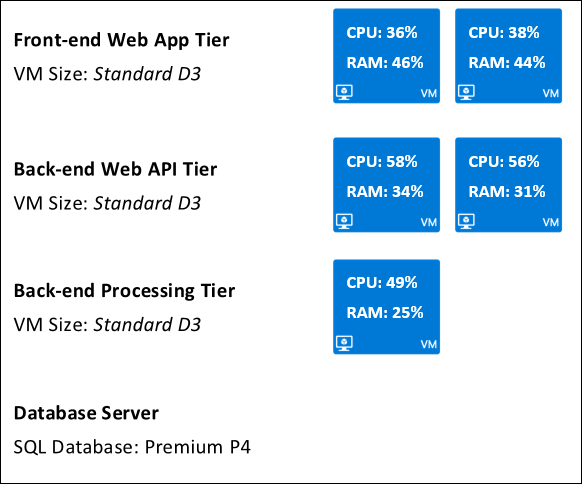 Front-end Web App Tier
VM Size: Standard D3
CPU: 36%
RAM: 46%
VM
CPU: 38%
RAM: 44%
VM
Back-end Web API Tier
VM Size: Standard D3
CPU: 58%
RAM: 34%
VM
CPU: 56%
RAM: 31%
VM
Back-end Processing Tier
VM Size: Standard D3
CPU: 49%
RAM: 25%
VM
Database Server
SQL Database: Premium P4